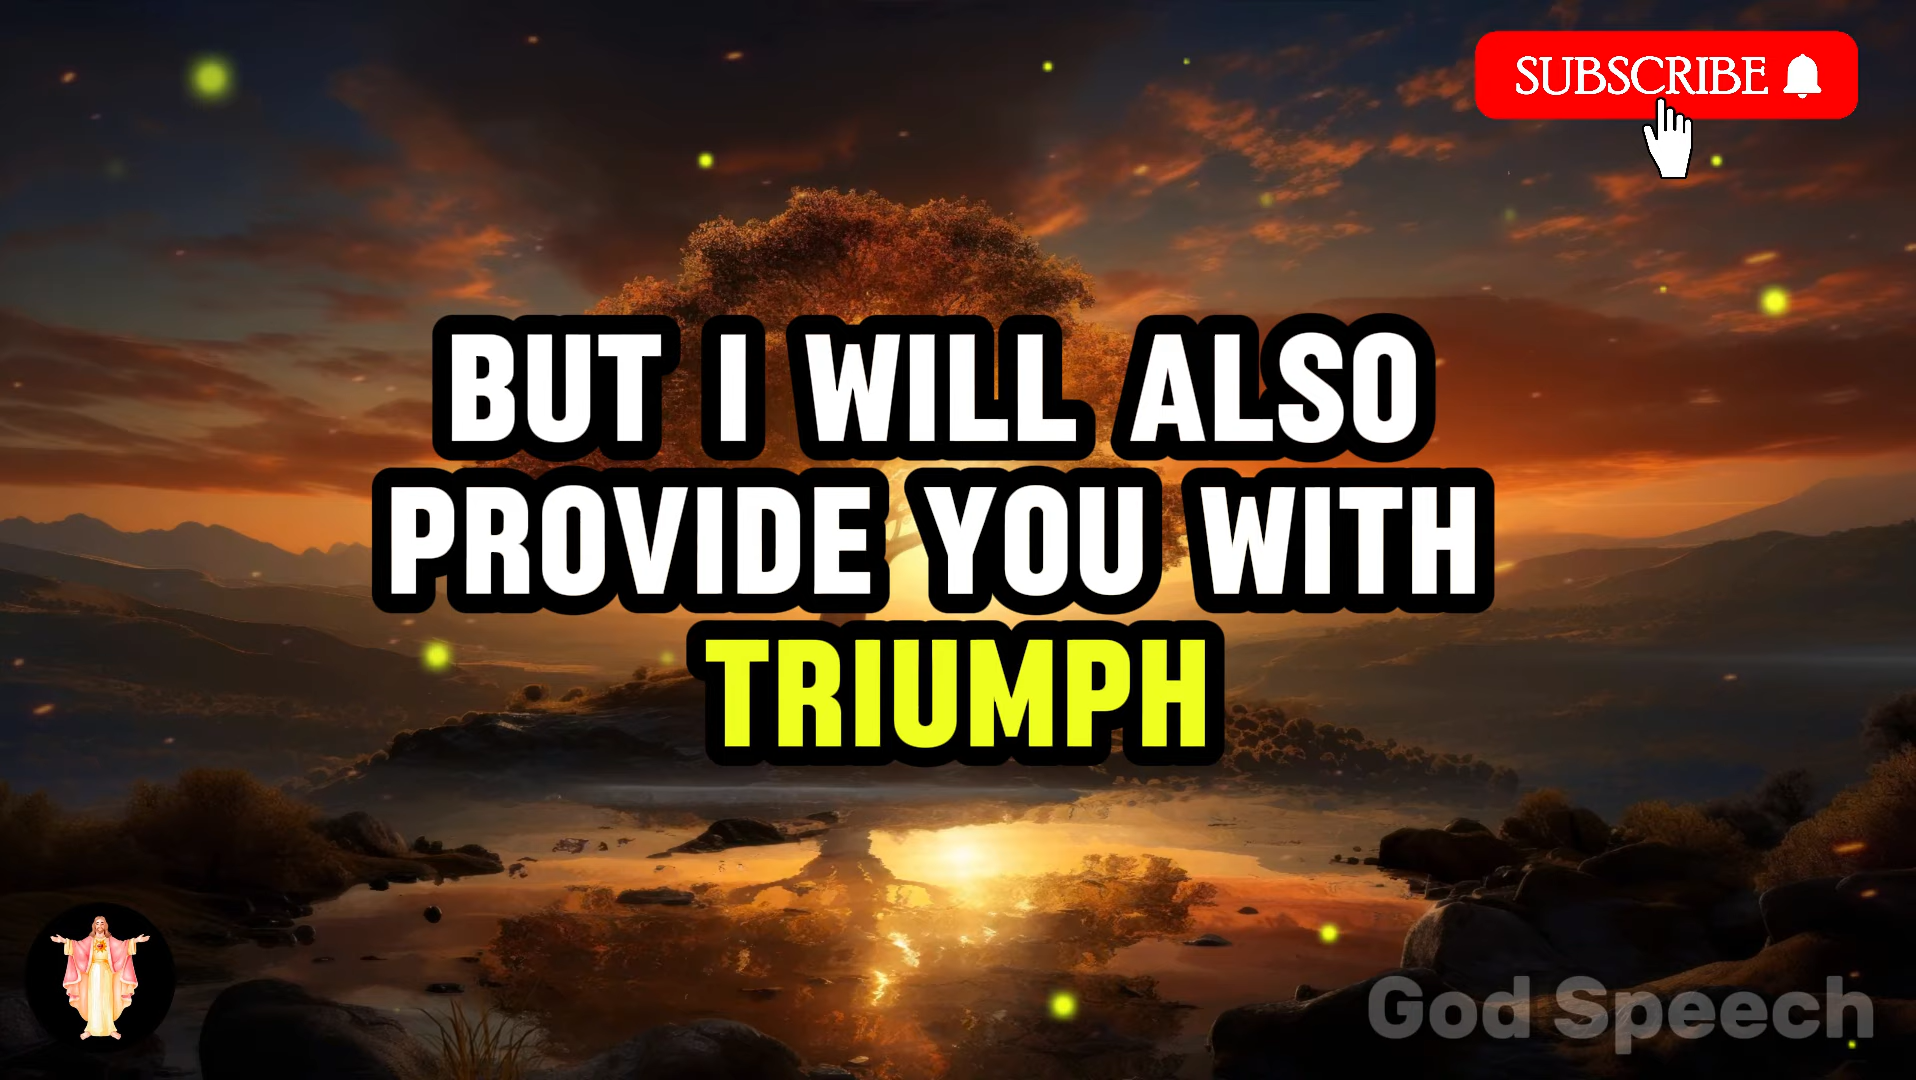 SUBSCRIBE
BUT I WILL ALSO
PROVIDE YOU WITH
TRIUMPH
God Speech